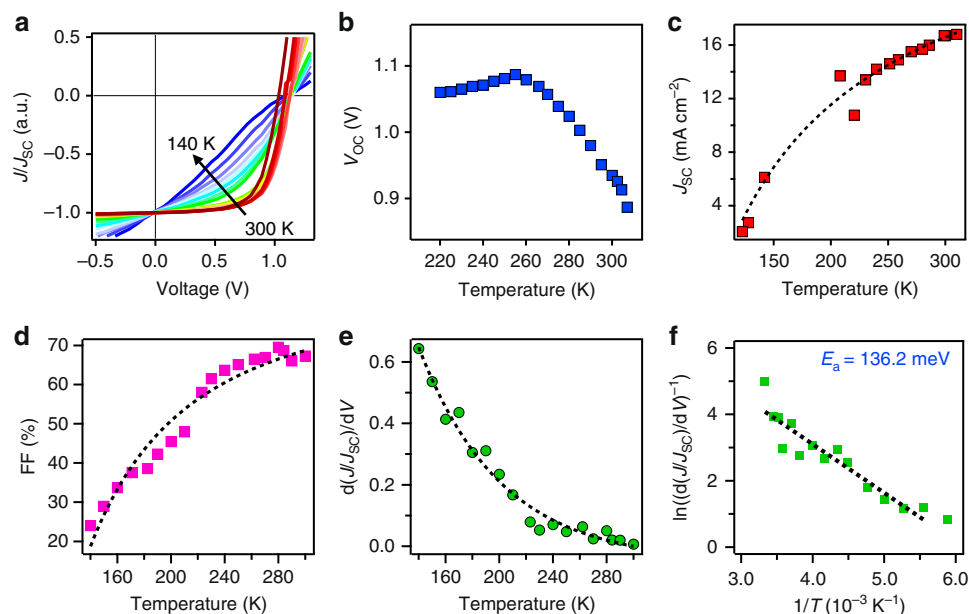 a
0.5
0.0
–0.5
–1.0
J/JSC (a.u.)
140 K
300 K
–0.5
0.0
0.5
1.0
Voltage (V)
b
1.1
1.0
0.9
VOC (V)
220 240 260 280 300
Temperature (K)
c
16
12
8
4
JSC (mA cm–2)
150 200 250 300
Temperature (K)
d
70
60
50
40
30
20
FF (%)
160 200 240 280
Temperature (K)
e
0.6
0.4
0.2
0.0
d(J/JSC)/dV
160 200 240 280
Temperature (K)
f
Ea = 136.2 meV
6
4
2
0
ln((d(J/JSC)/dV)–1)
3.0 4.0 5.0 6.0
1/T (10–3 K–1)